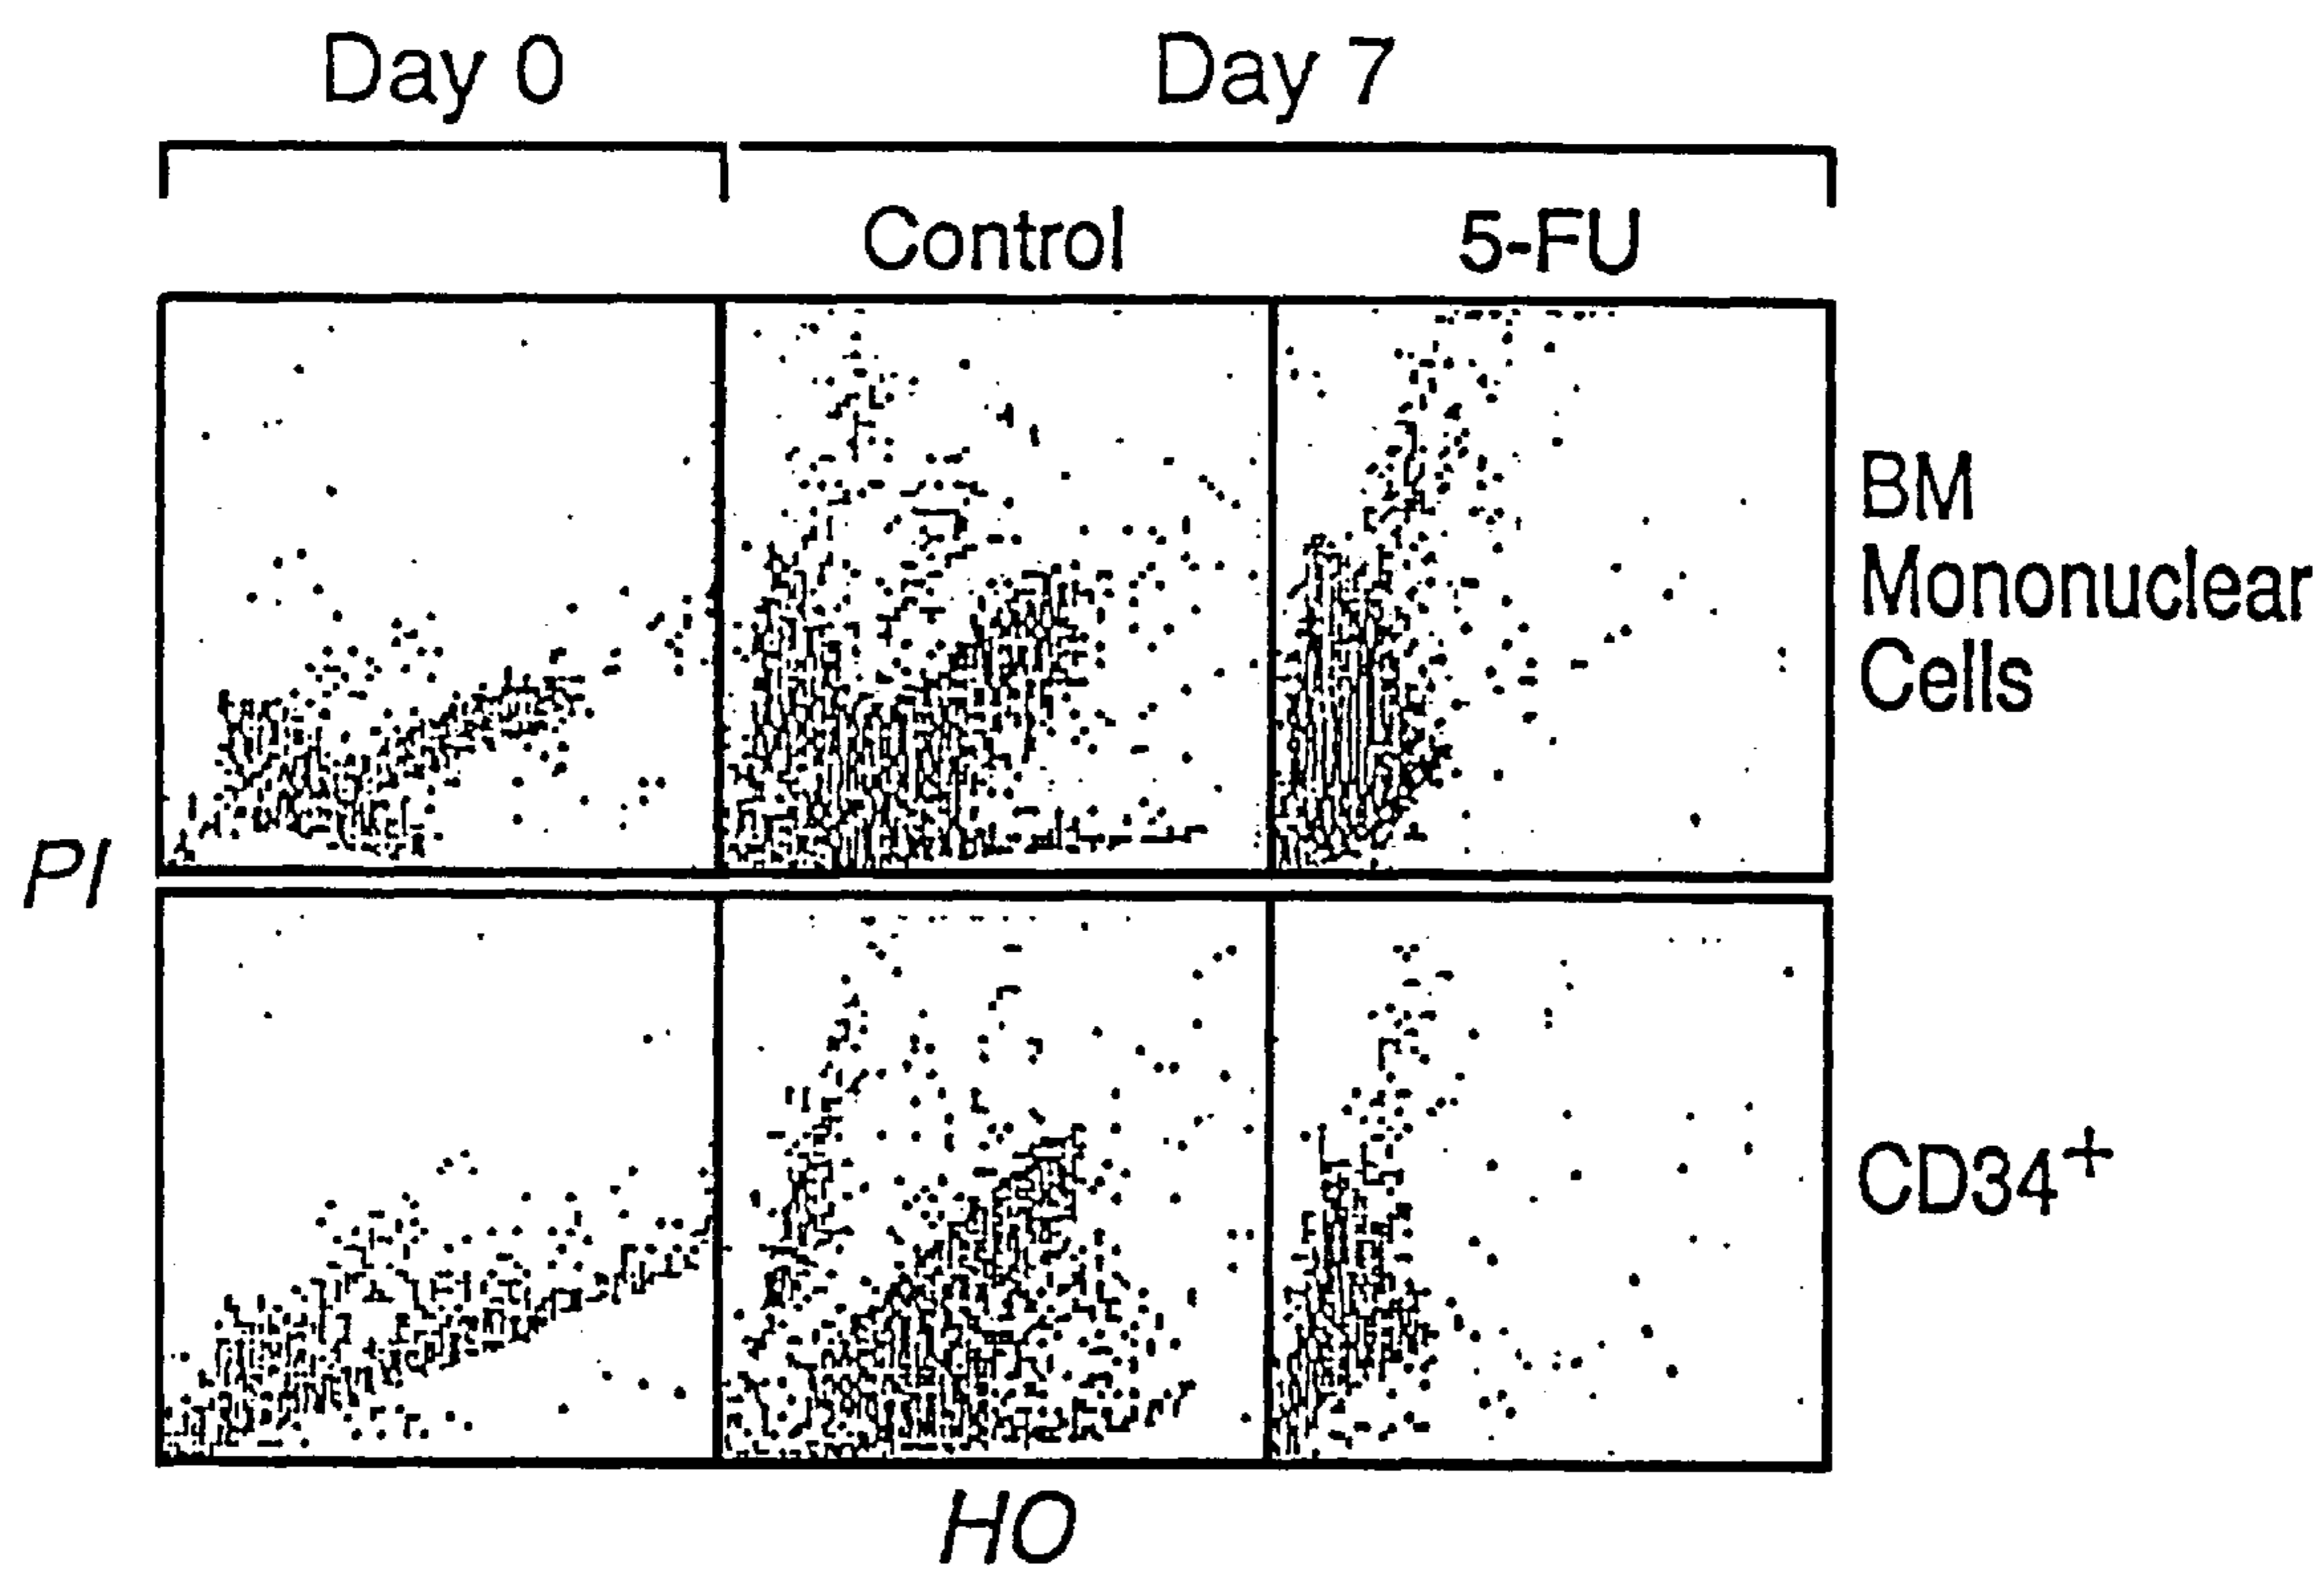 Day 0
Day 7
Control
5-FU
BM
Mononuclear
Cells
PI
CD34+
HO